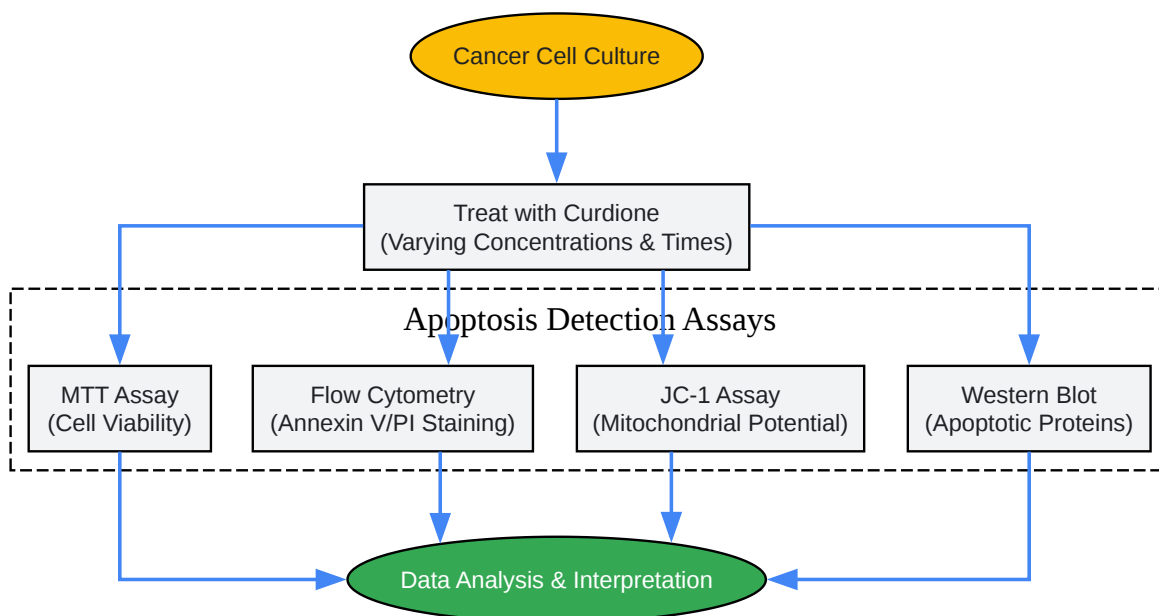 Cancer Cell Culture
Treat with Curdione
(Varying Concentrations & Times)
Apoptosis Detection Assays
MTT Assay
(Cell Viability)
Flow Cytometry
(Annexin V/PI Staining)
JC-1 Assay
(Mitochondrial Potential)
Western Blot
(Apoptotic Proteins)
Data Analysis & Interpretation